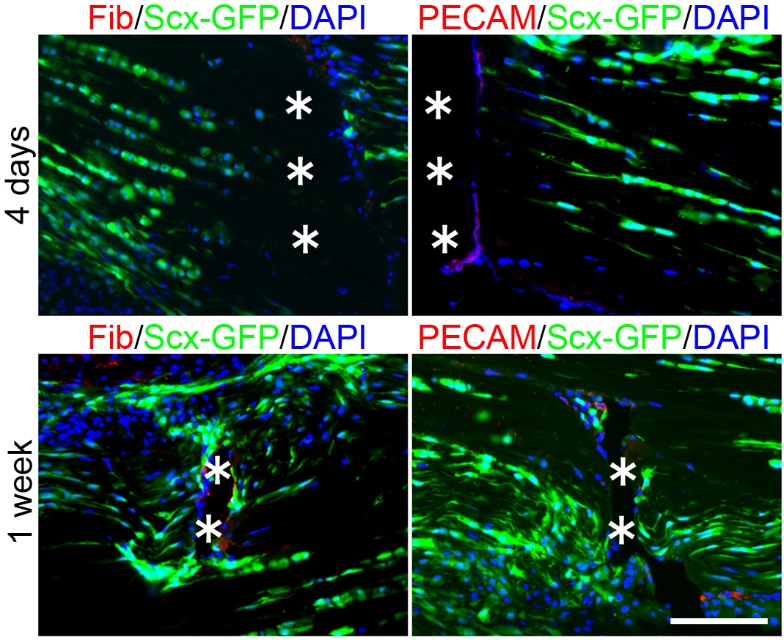 Fib/Scx-GFP/DAPI
PECAM/Scx-GFP/DAPI
4 days
* *
* *
* *
Fib/Scx-GFP/DAPI
PECAM/Scx-GFP/DAPI
1 week
* *
* *